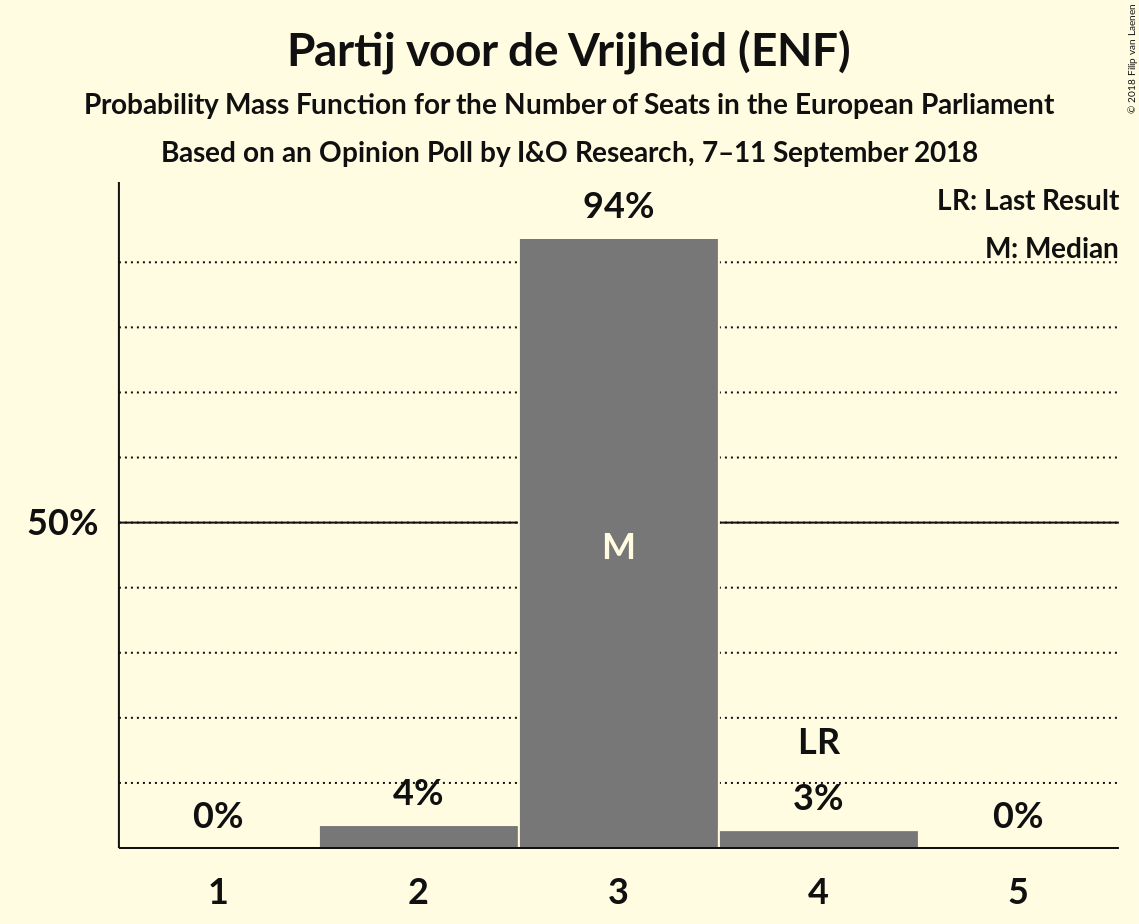 Partij voor de Vrijheid (ENF)
Probability Mass Function for the Number of Seats in the European Parliament
Based on an Opinion Poll by I&O Research, 7–11 September 2018
© 2018 Filip van Laenen
LR: Last Result
M: Median
94%
50%
M
LR
0%
4%
3%
0%
1
2
3
4
5